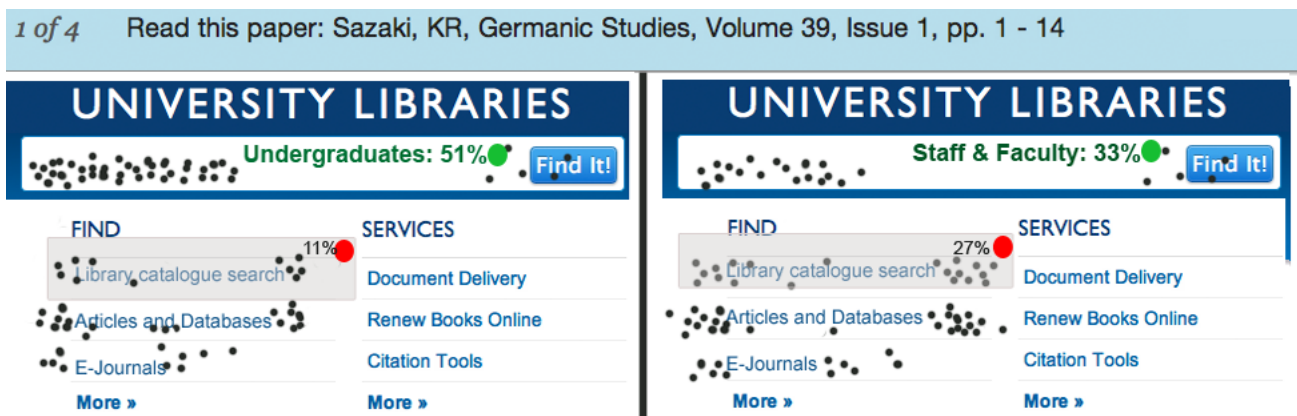 1 of 4 Read this paper: Sazaki, KR, Germanic Studies, Volume 39, Issue 1, pp. 1 - 14
UNIVERSITY LIBRARIES
Undergraduates: 51% Find It!
FIND SERVICES
11%
Library catalogue search Document Delivery
Articles and Databases Renew Books Online
E-Journals Citation Tools
More » More »
UNIVERSITY LIBRARIES
Staff & Faculty: 33% Find It!
FIND SERVICES
27%
Library catalogue search Document Delivery
Articles and Databases Renew Books Online
E-Journals Citation Tools
More » More »